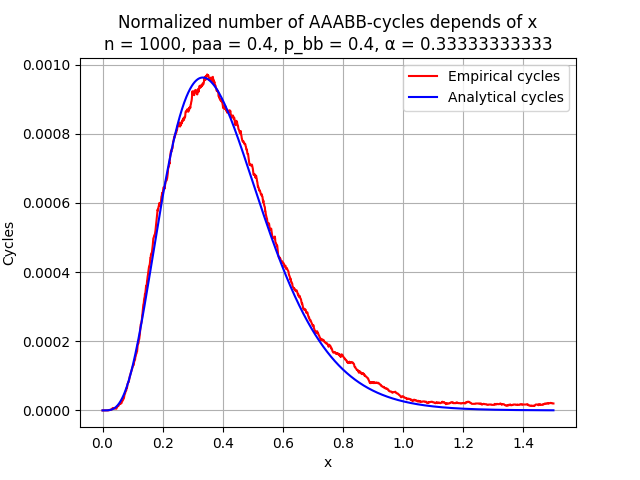 Normalized number of AAABB-cycles depends of x
n = 1000, paa = 0.4, p_bb = 0.4, α = 0.33333333333
0.0010
0.0008
0.0006
0.0004
0.0002
0.0000
Cycles
Empirical cycles
Analytical cycles
0.0 0.2 0.4 0.6 0.8 1.0 1.2 1.4
x